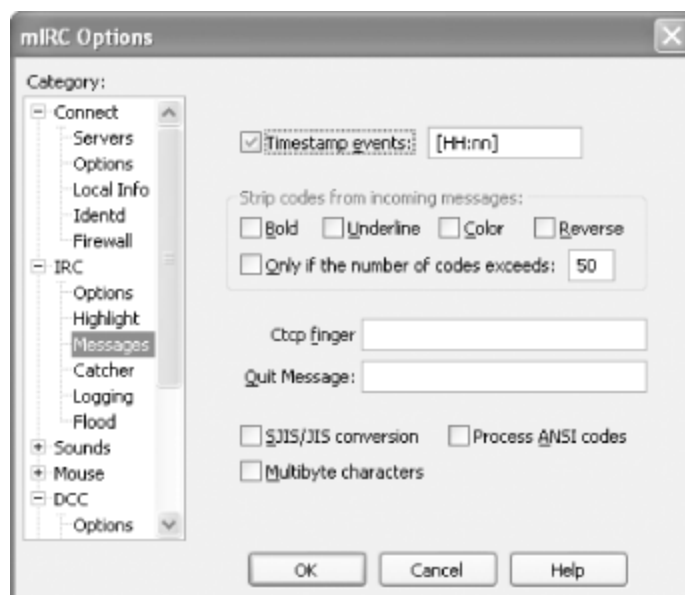 mIRC Options
Category:
Connect
Servers
Options
Local Info
Identd
Firewall
IRC
Options
Highlight
Messages
Catcher
Logging
Flood
Sounds
Mouse
DCC
Options
Timestamp events: [HH:nn]
Strip codes from incoming messages:
Bold Underline Color Reverse
Only if the number of codes exceeds: 50
Ctcp finger
Quit Message:
SJIS/JIS conversion Process ANSI codes
Multibyte characters
OK Cancel Help